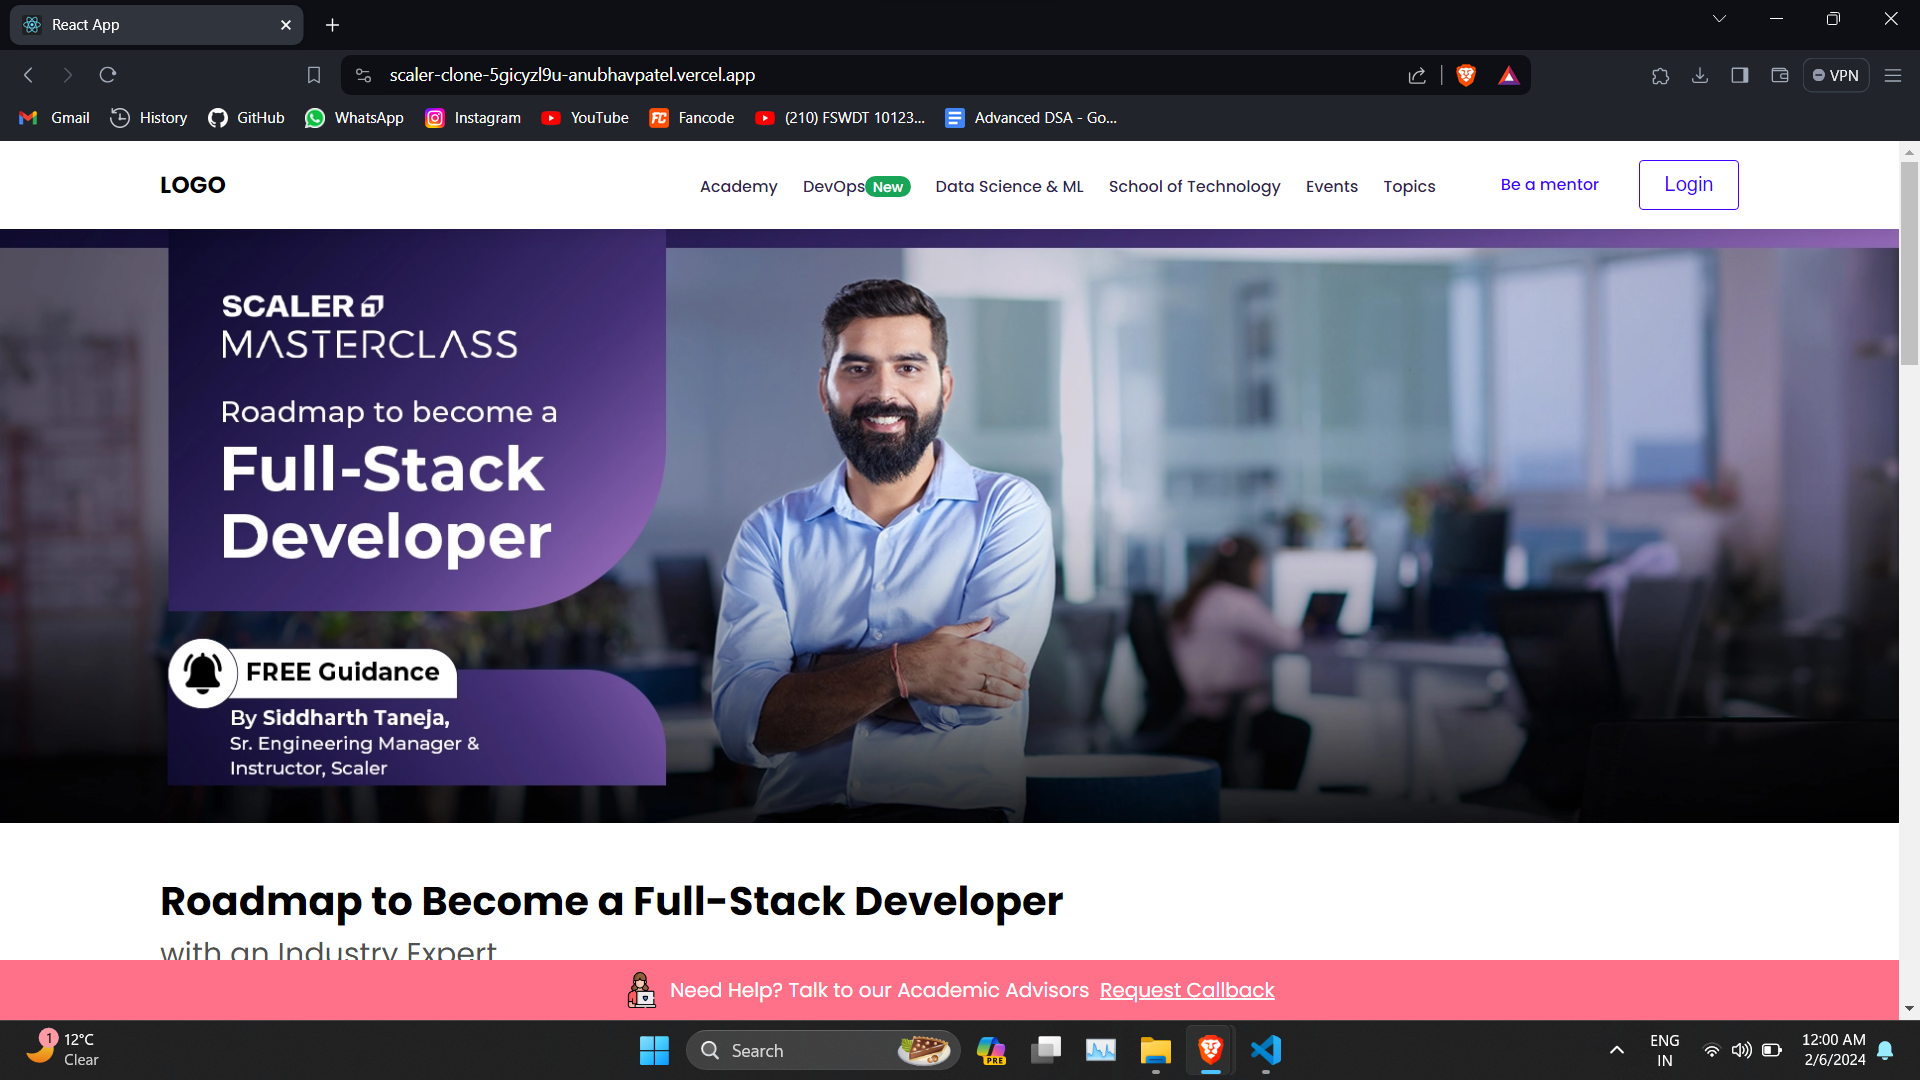 React App
scaler-clone-5gicyzl9u-anubhavpatel.vercel.app
VPN
Gmail
History
GitHub
WhatsApp
Instagram
YouTube
FC
Fancode
(210) FSWDT 10123...
Advanced DSA - Go...
LOGO
Academy
DevOps New
Data Science & ML
School of Technology
Events
Topics
Be a mentor
Login
SCALER
MASTERCLASS
Roadmap to become a
Full-Stack
Developer
FREE Guidance
By Siddharth Taneja,
Sr. Engineering Manager &
Instructor, Scaler
Roadmap to Become a Full-Stack Developer
with an Industry Expert
Need Help? Talk to our Academic Advisors Request Callback
1
12°C
Clear
Search
PRE
ENG
IN
12:00 AM
2/6/2024